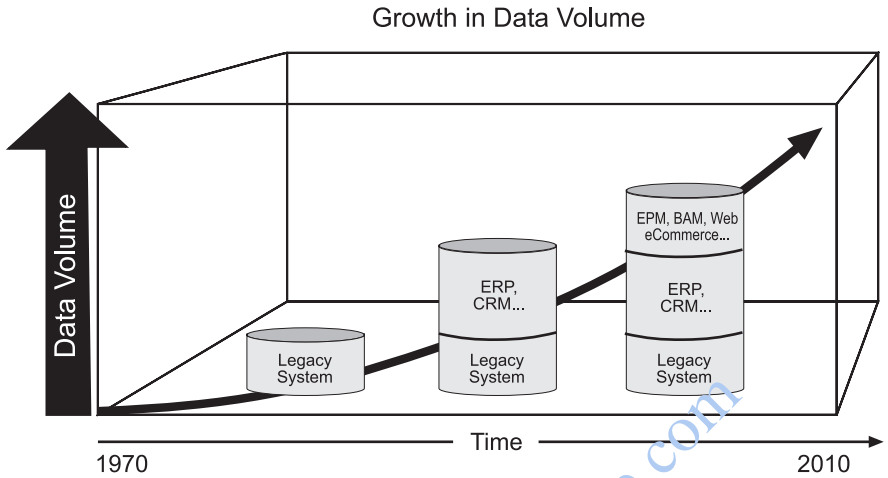 Growth in Data Volume
Data Volume
EPM, BAM, Web
eCommerce...
ERP,
CRM...
ERP,
CRM...
Legacy
System
Legacy
System
Legacy
System
Time
1970
2010